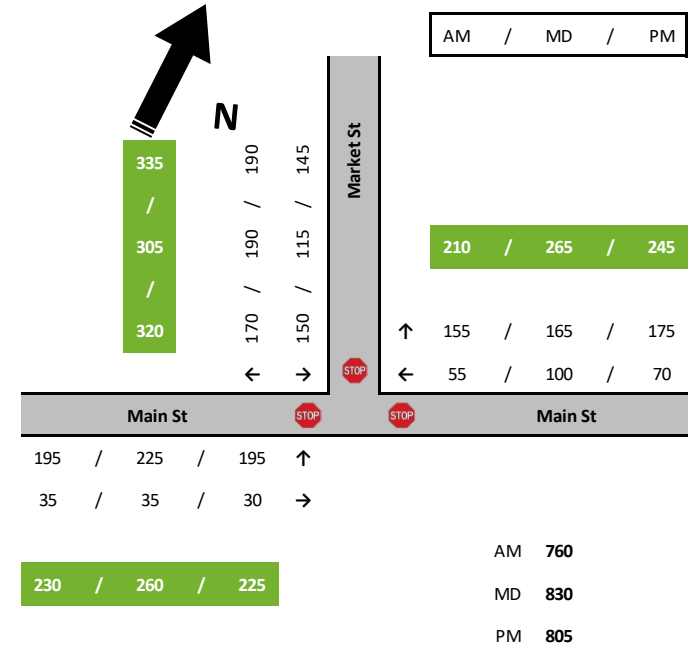 AM / MD / PM
N
335
/
305
/
320
170 / 190 / 190
150 / 115 / 145
Market St
210 / 265 / 245
↑ 155 / 165 / 175
← → STOP ← 55 / 100 / 70
Main St STOP STOP Main St
195 / 225 / 195 ↑
35 / 35 / 30 →
230 / 260 / 225
AM 760
MD 830
PM 805